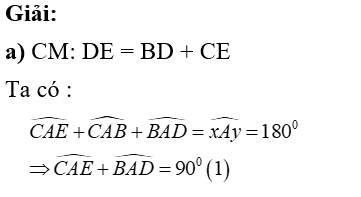 Giải:
a) CM: DE = BD + CE
Ta có :
$\widehat{CAE} + \widehat{CAB} + \widehat{BAD} = \widehat{xAy} = 180^0$
$\Rightarrow \widehat{CAE} + \widehat{BAD} = 90^0 (1)$